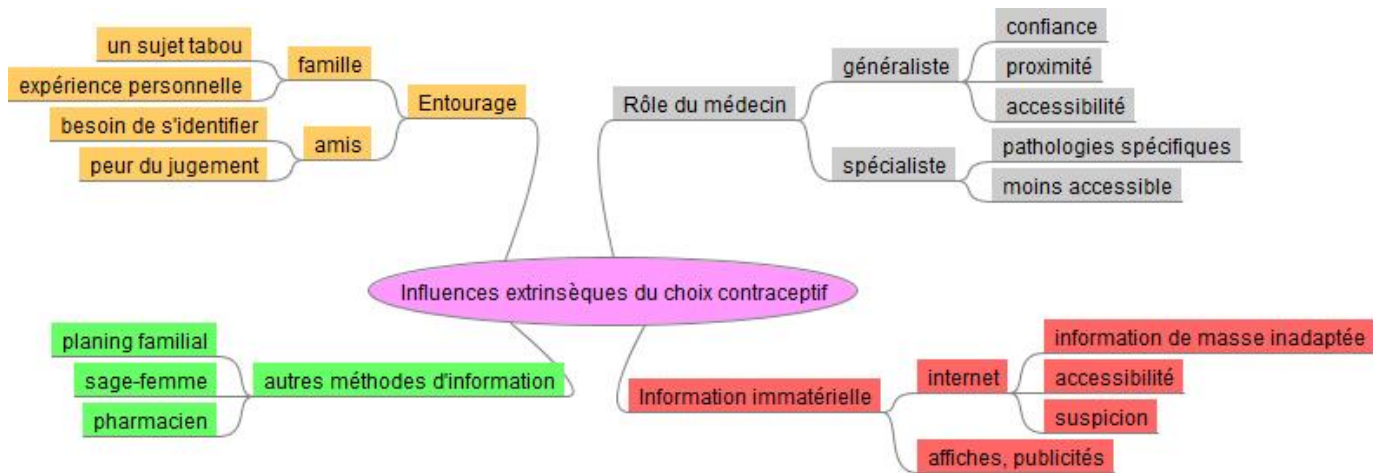 un sujet tabou
expérience personnelle
famille
besoin de s'identifier
peur du jugement
amis
Entourage
Rôle du médecin
généraliste
confiance
proximité
accessibilité
spécialiste
pathologies spécifiques
moins accessible
Influences extrinsèques du choix contraceptif
planing familial
sage-femme
pharmacien
autres méthodes d'information
Information immatérielle
internet
information de masse inadaptée
accessibilité
suspicion
affiches, publicités